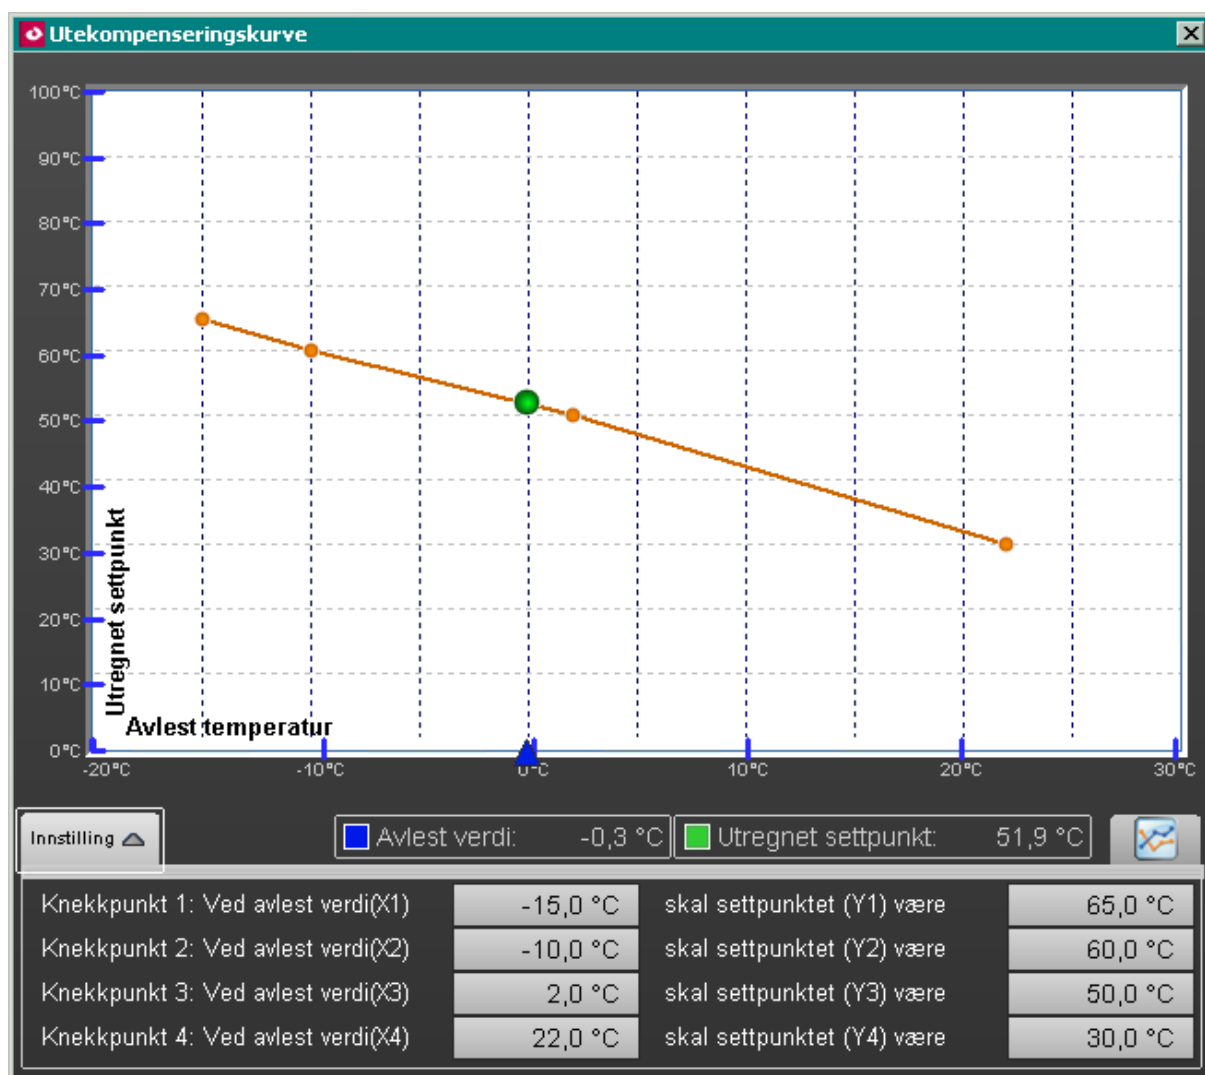 Utekompenseringskurve
100°C
90°C
80°C
70°C
60°C
50°C
40°C
30°C
20°C
10°C
0°C
Utregnet settpunkt
Avlest temperatur
-20°C -10°C 0°C 10°C 20°C 30°C
Innstilling Avlest verdi: -0,3 °C Utregnet settpunkt: 51,9 °C
Knekkpunkt 1: Ved avlest verdi(X1) -15,0 °C skal settpunktet (Y1) være 65,0 °C
Knekkpunkt 2: Ved avlest verdi(X2) -10,0 °C skal settpunktet (Y2) være 60,0 °C
Knekkpunkt 3: Ved avlest verdi(X3) 2,0 °C skal settpunktet (Y3) være 50,0 °C
Knekkpunkt 4: Ved avlest verdi(X4) 22,0 °C skal settpunktet (Y4) være 30,0 °C